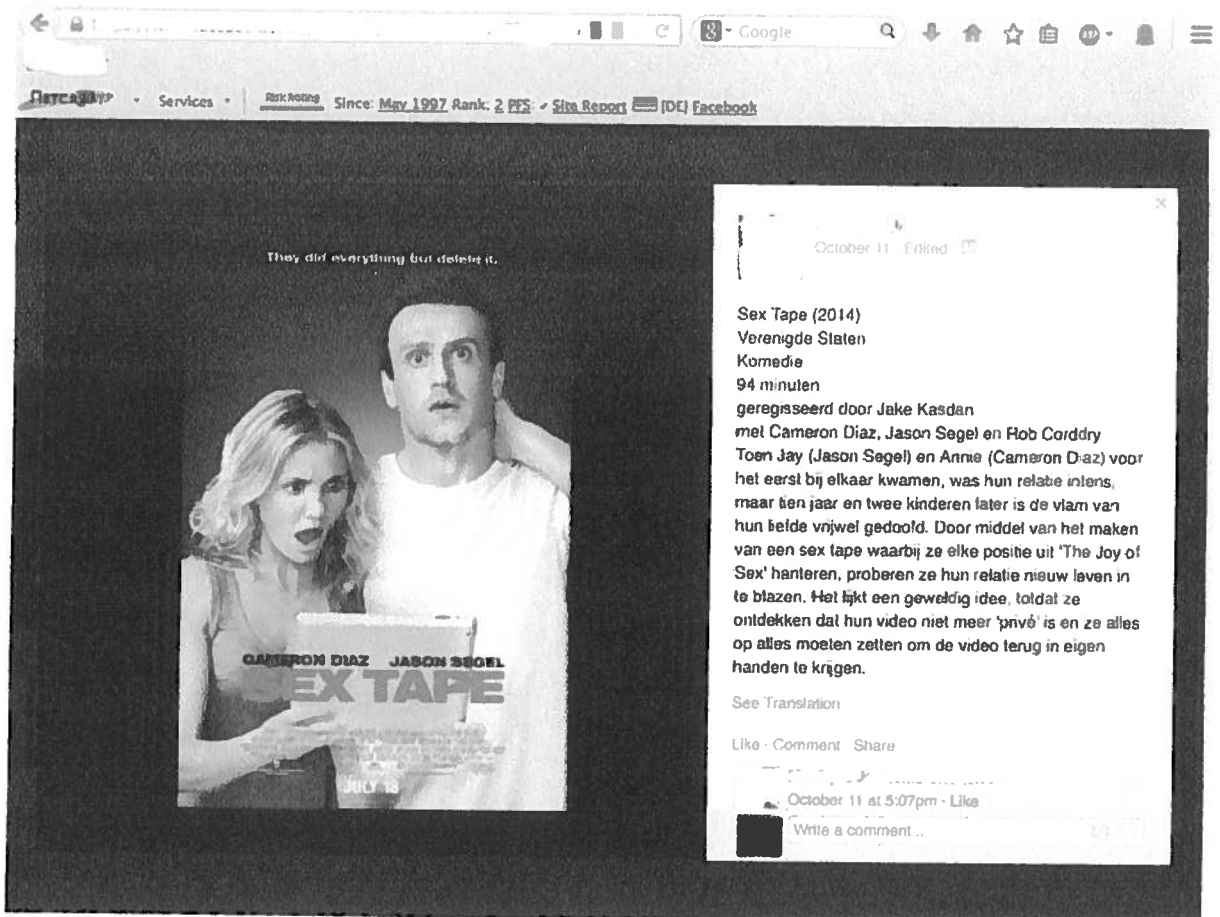 Google
Services
Risk Rating Since: May 1997 Rank: 2 PFS: ✓ Site Report [DE] Facebook
They did everything but delete it.
CAMERON DIAZ JASON SEGEL
SEX TAPE
JULY 18
October 11 Edited
Sex Tape (2014)
Verenigde Staten
Komedie
94 minuten
geregisseerd door Jake Kasdan
met Cameron Diaz, Jason Segel en Rob Corddry
Toen Jay (Jason Segel) en Annie (Cameron Diaz) voor
het eerst bij elkaar kwamen, was hun relatie intens,
maar tien jaar en twee kinderen later is de vlam van
hun liefde vrijwel gedoofd. Door middel van het maken
van een sex tape waarbij ze elke positie uit 'The Joy of
Sex' hanteren, proberen ze hun relatie nieuw leven in
te blazen. Het lijkt een geweldig idee, totdat ze
ontdekken dat hun video niet meer 'privé' is en ze alles
op alles moeten zetten om de video terug in eigen
handen te krijgen.
See Translation
Like · Comment Share
October 11 at 5:07pm · Like
Write a comment ..